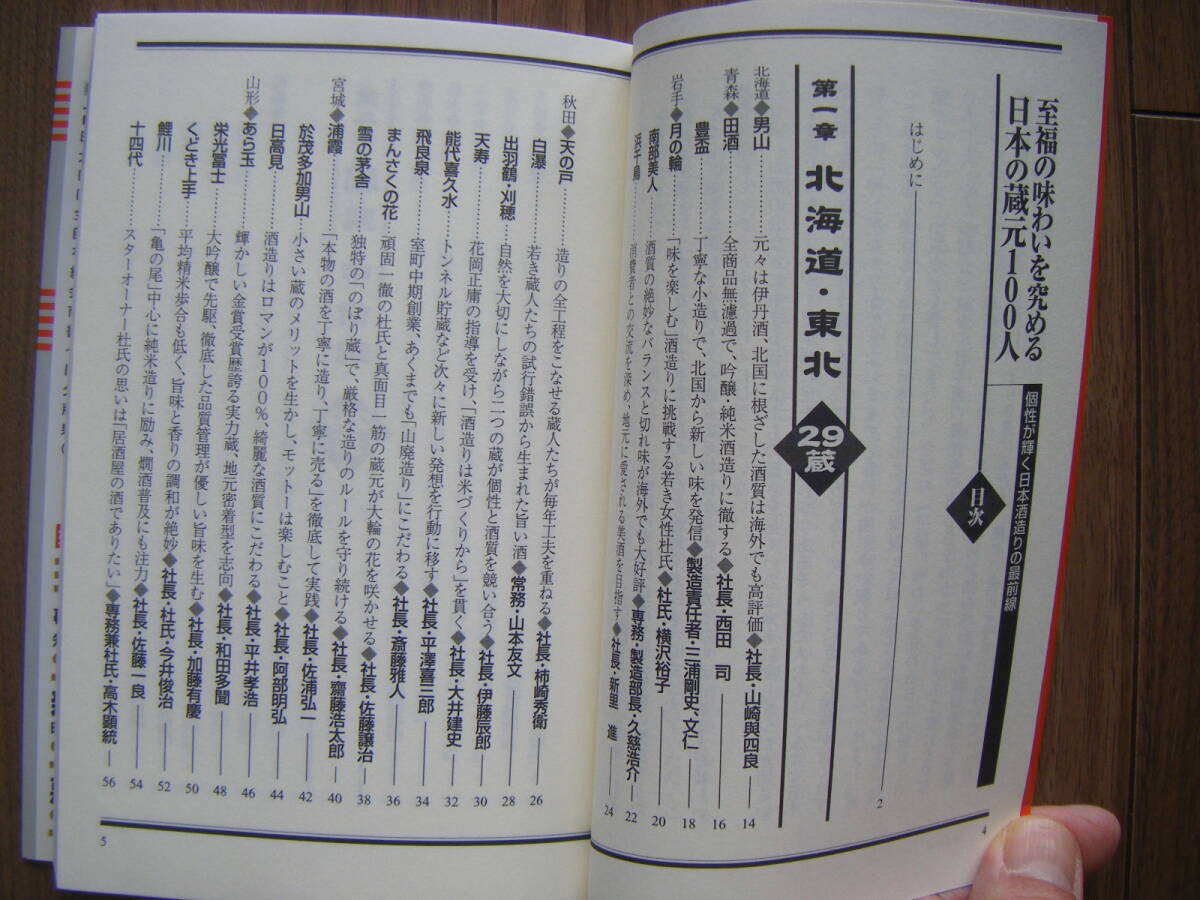 至福の味わいを究める
日本の蔵元100人
個性が輝く日本酒造りの最前線
目次
はじめに 2
第一章 北海道・東北 29蔵
北海道◆男山……元々は伊丹酒、北国に根ざした酒質は海外でも高評価◆社長・山崎與四良 14
青森◆田酒……全商品無濾過で、吟醸・純米酒造りに徹する◆社長・西田 司 16
豊盃……丁寧な小造りで、北国から新しい味を発信◆製造責任者・三浦剛史、文仁 18
岩手◆月の輪……「味を楽しむ」酒造りに挑戦する若き女性杜氏◆杜氏・横沢裕子 20
南部美人……酒質の絶妙なバランスと切れ味が海外でも大好評◆専務・製造部長・久慈浩介 22
浜千鳥……消費者との交流を深め、地元に愛される美酒を目指す◆社長・新里 進 24
4
秋田◆天の戸……造りの全工程をこなせる蔵人たちが毎年工夫を重ねる◆社長・柿崎秀衛 26
白瀑……若き蔵人たちの試行錯誤から生まれた旨い酒◆常務・山本友文 28
出羽鶴・刈穂……自然を大切にしながら二つの蔵が個性と酒質を競い合う◆社長・伊藤辰郎 30
天寿……花岡正庸の指導を受け、「酒造りは米づくりから」を貫く◆社長・大井建史 32
能代喜久水……トンネル貯蔵など次々に新しい発想を行動に移す◆社長・平澤喜三郎 34
飛良泉……室町中期創業、あくまでも「山廃造り」にこだわる◆社長・斎藤雅人 36
まんさくの花……頑固一徹の杜氏と真面目一筋の蔵元が大輪の花を咲かせる◆社長・佐藤譲治 38
雪の茅舎……独特の「のぼり蔵」で、厳格な造りのルールを守り続ける◆社長・齋藤浩太郎 40
宮城◆浦霞……「本物の酒を丁寧に造り、丁寧に売る」を徹底して実践◆社長・佐浦弘一 42
於茂多加男山……小さい蔵のメリットを生かし、モットーは楽しむこと◆社長・阿部明弘 44
日高見……酒造りはロマンが100%、綺麗な酒質にこだわる◆社長・平井孝浩 46
山形◆あら玉……輝かしい金賞受賞歴誇る実力蔵、地元密着型を志向◆社長・和田多聞 48
栄光冨士……大吟醸で先駆、徹底した品質管理が優しい旨味を生む◆社長・加藤有慶 50
くどき上手……平均精米歩合も低く、旨味と香りの調和が絶妙◆社長・杜氏・今井俊治 52
鯉川……「亀の尾」中心に純米造りに励み、燗酒普及にも注力◆社長・佐藤一良 54
十四代……スターオーナー杜氏の思いは「居酒屋の酒でありたい」◆専務兼杜氏・高木顕統 56
5